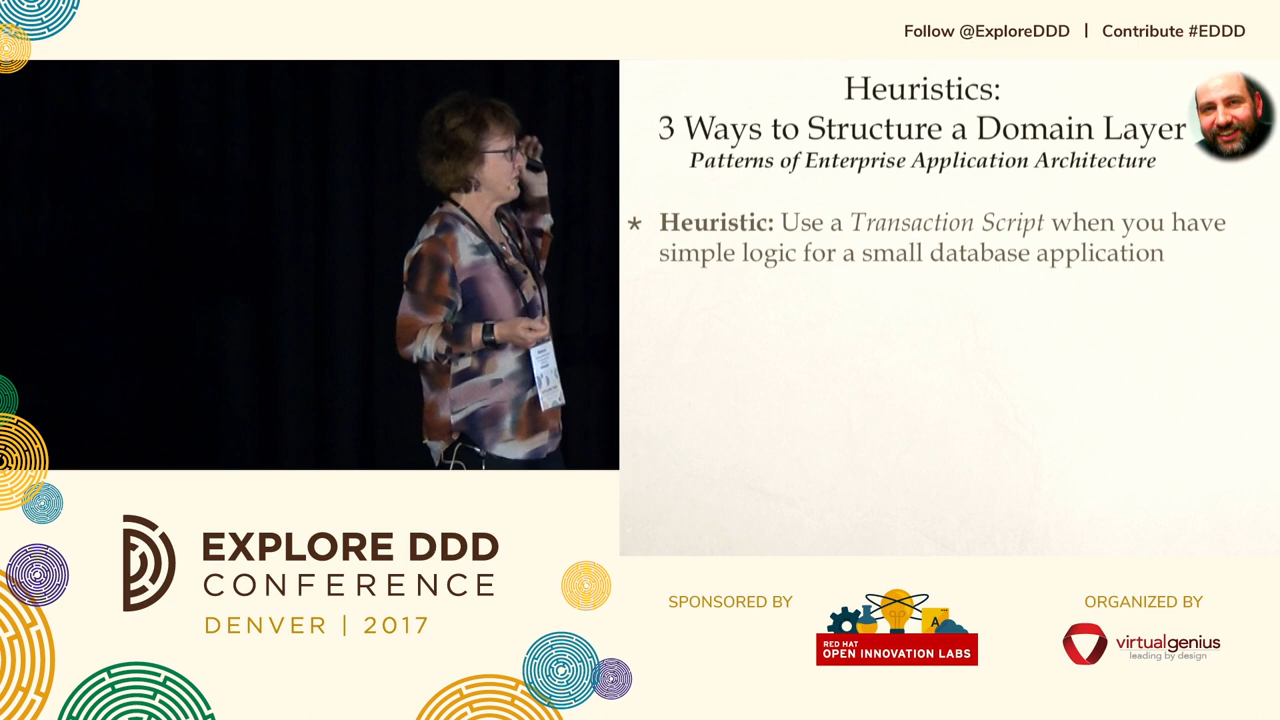 Follow @ExploreDDD | Contribute #EDDD
Heuristics:
3 Ways to Structure a Domain Layer
Patterns of Enterprise Application Architecture
* Heuristic: Use a Transaction Script when you have
simple logic for a small database application
EXPLORE DDD
CONFERENCE
DENVER | 2017
SPONSORED BY
A
RED HAT
OPEN INNOVATION LABS
ORGANIZED BY
virtualgenius
leading by design